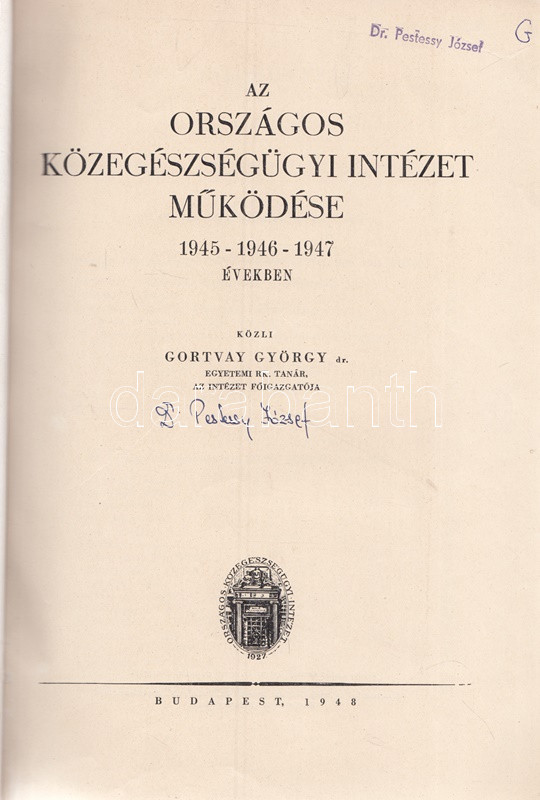 Dr. Pestessy József
G
AZ
ORSZÁGOS
KÖZEGÉSZSÉGÜGYI INTÉZET
MŰKÖDÉSE
1945 - 1946 - 1947
ÉVEKBEN
KÖZLI
GORTVAY GYÖRGY dr.
EGYETEMI RK. TANÁR,
AZ INTÉZET FŐIGAZGATÓJA
darabanth
Dr Pestessy József
ORSZÁGOS KÖZEGÉSZSÉGÜGYI INTÉZET
1927
BUDAPEST, 1948